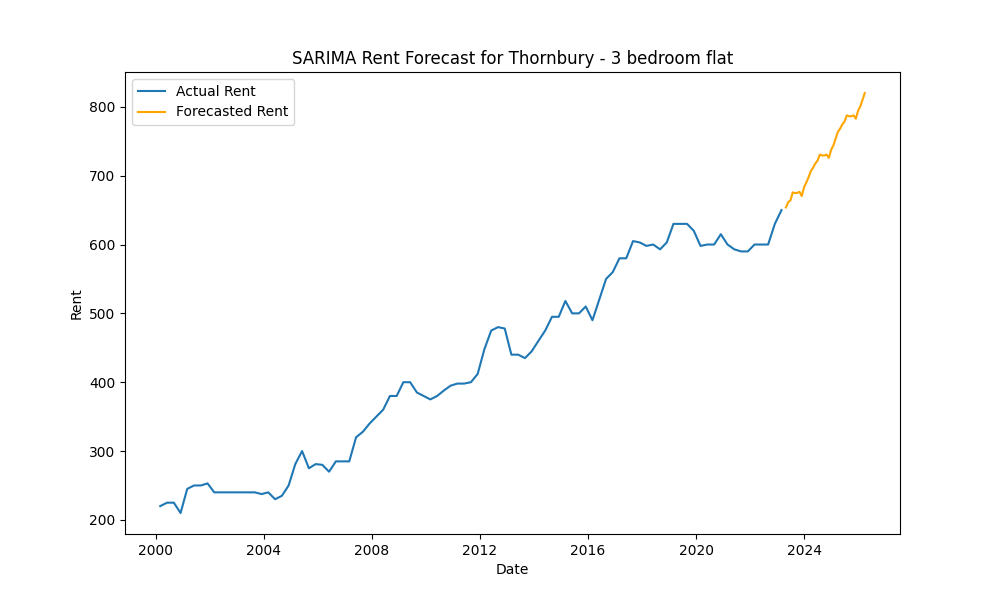 SARIMA Rent Forecast for Thornbury - 3 bedroom flat
Actual Rent
Forecasted Rent
800
700
600
500
400
300
200
Rent
2000 2004 2008 2012 2016 2020 2024
Date